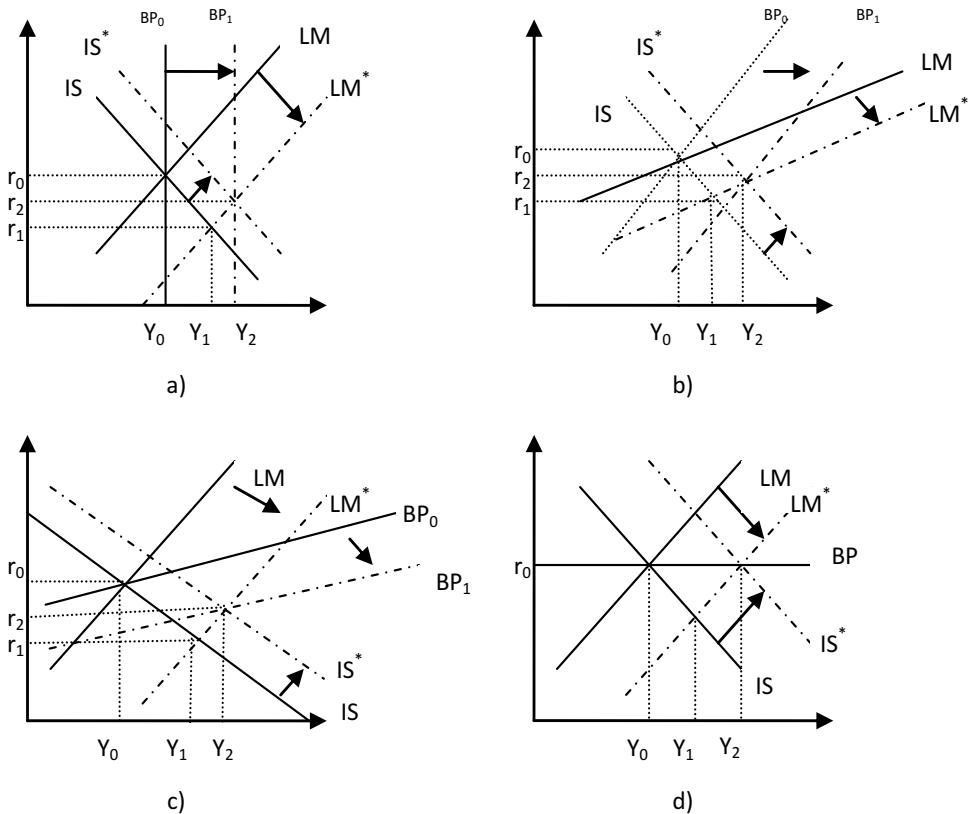 BP₀ BP₁
IS* LM
IS LM*
r₀
r₂
r₁
Y₀ Y₁ Y₂
a)
BP₀ BP₁
IS* LM
IS LM*
r₀
r₂
r₁
Y₀ Y₁ Y₂
b)
LM LM*
BP₀
r₀
BP₁
r₂
r₁
IS*
IS
Y₀ Y₁ Y₂
c)
LM
LM*
r₀ BP
IS*
IS
Y₀ Y₁ Y₂
d)